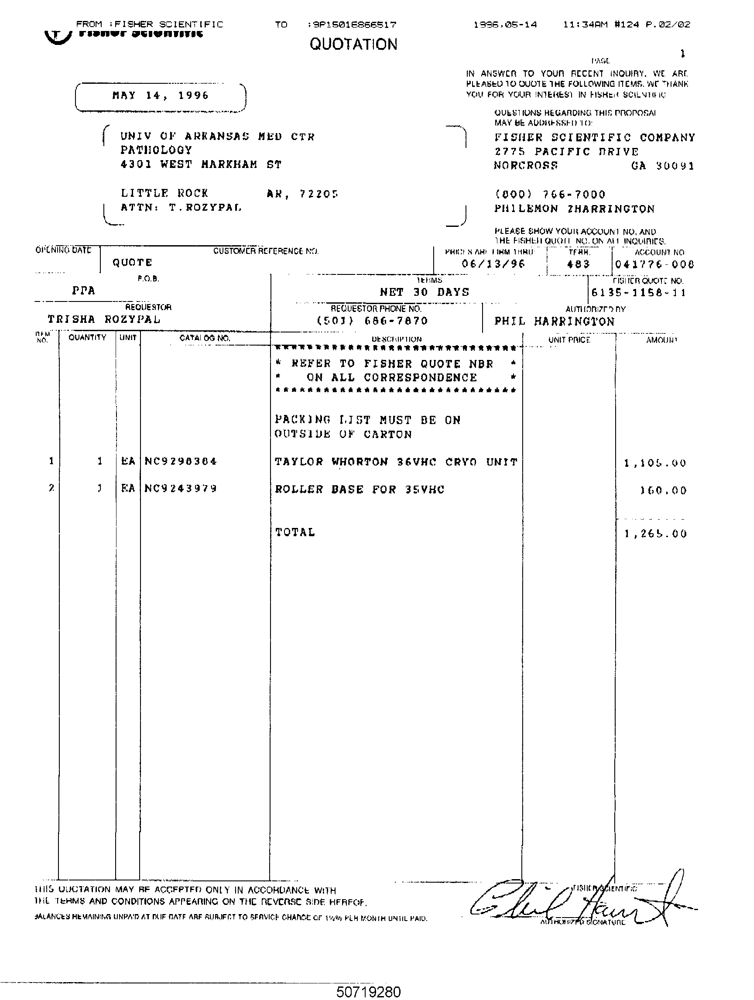 FROM :FISHER SCIENTIFIC TO :9P15016866517 1996,05-14 11:34AM #124 P.02/02
QUOTATION
PAGE 1
MAY 14, 1996
IN ANSWER TO YOUR RECENT INQUIRY, WE ARE
PLEASED TO QUOTE THE FOLLOWING ITEMS. WE THANK
YOU FOR YOUR INTEREST IN FISHER SCIENTIFIC
QUESTIONS REGARDING THIS PROPOSAL
MAY BE ADDRESSED TO:
UNIV OF ARKANSAS MED CTR
PATHOLOGY
4301 WEST MARKHAM ST
LITTLE ROCK AR, 72205
ATTN: T.ROZYPAL
FISHER SCIENTIFIC COMPANY
2775 PACIFIC DRIVE
NORCROSS GA 30091
(800) 766-7000
PHILEMON ZHARRINGTON
PLEASE SHOW YOUR ACCOUNT NO. AND
THE FISHER QUOTE NO. ON ALL INQUIRIES.
OPENING DATE CUSTOMER REFERENCE NO. PRICES ARE FIRM THRU TERR. ACCOUNT NO.
QUOTE 06/13/96 483 041776-008
F.O.B. TERMS FISHER QUOTE NO.
PPA NET 30 DAYS 6135-1158-11
REQUESTOR REQUESTOR PHONE NO. AUTHORIZED BY
TRISHA ROZYPAL (501) 686-7870 PHIL HARRINGTON
ITEM NO. QUANTITY UNIT CATALOG NO. DESCRIPTION UNIT PRICE AMOUNT
********************************
* REFER TO FISHER QUOTE NBR *
* ON ALL CORRESPONDENCE *
********************************
PACKING LIST MUST BE ON
OUTSIDE OF CARTON
1 1 EA NC9298384 TAYLOR WHORTON 36VHC CRYO UNIT 1,105.00
2 1 EA NC9243979 ROLLER BASE FOR 35VHC 160.00
TOTAL 1,265.00
THIS QUOTATION MAY BE ACCEPTED ONLY IN ACCORDANCE WITH
THE TERMS AND CONDITIONS APPEARING ON THE REVERSE SIDE HEREOF.
BALANCES REMAINING UNPAID AT DUE DATE ARE SUBJECT TO SERVICE CHARGE OF 1½% PER MONTH UNTIL PAID.
FISHER SCIENTIFIC
Phil Harrington
AUTHORIZED SIGNATURE
50719280